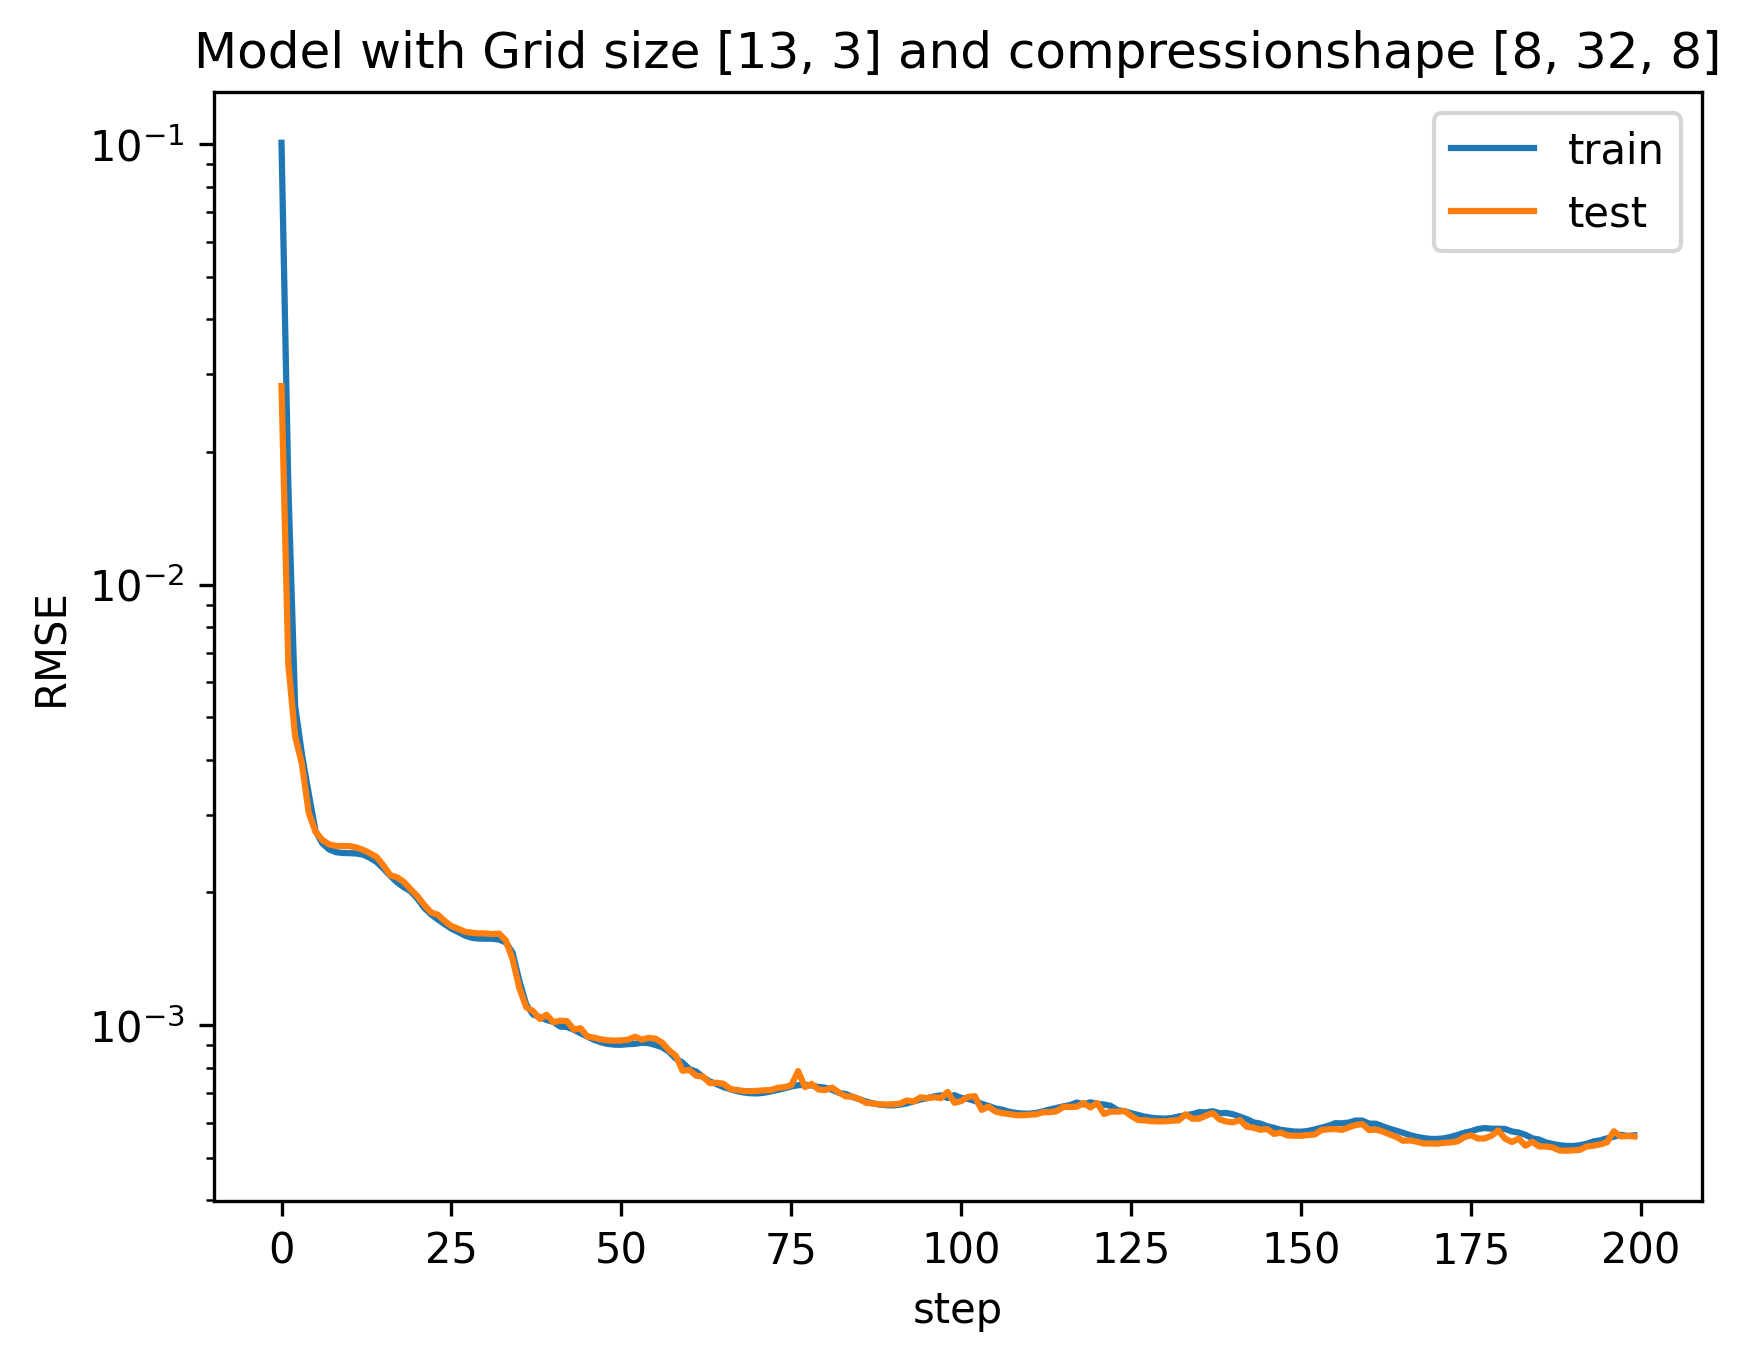 Model with Grid size [13, 3] and compressionshape [8, 32, 8]
train
test
RMSE
10⁻¹
10⁻²
10⁻³
0 25 50 75 100 125 150 175 200
step